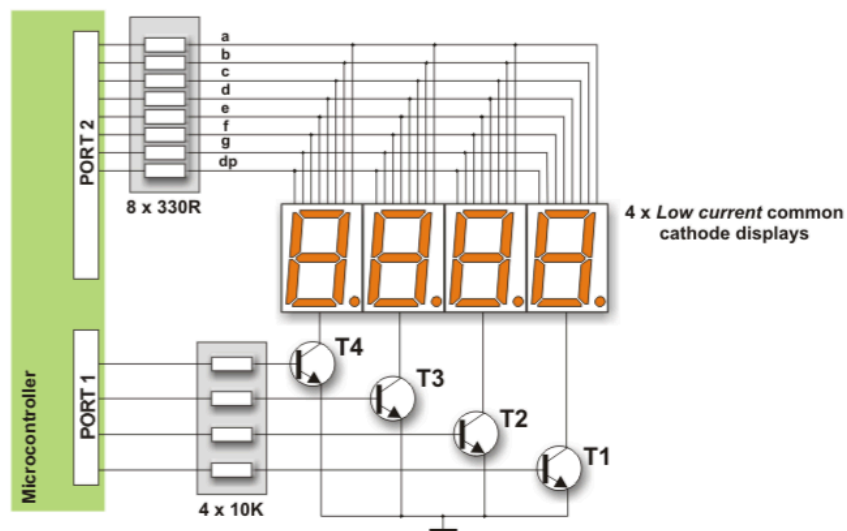 a
b
c
d
e
f
g
dp
PORT 2
8 x 330R
4 x Low current common
cathode displays
T4
T3
T2
T1
PORT 1
Microcontroller
4 x 10K